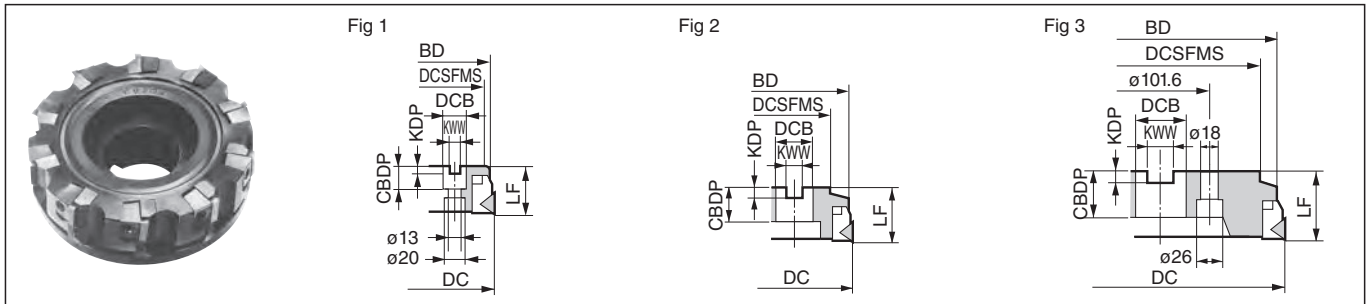 Fig 1
BD
DCSFMS
DCB
KWW
KDP
CBDP
LF
ø13
ø20
DC
Fig 2
BD
DCSFMS
DCB
KWW
KDP
CBDP
LF
DC
Fig 3
BD
DCSFMS
ø101.6
DCB
KWW
ø18
KDP
CBDP
LF
ø26
DC